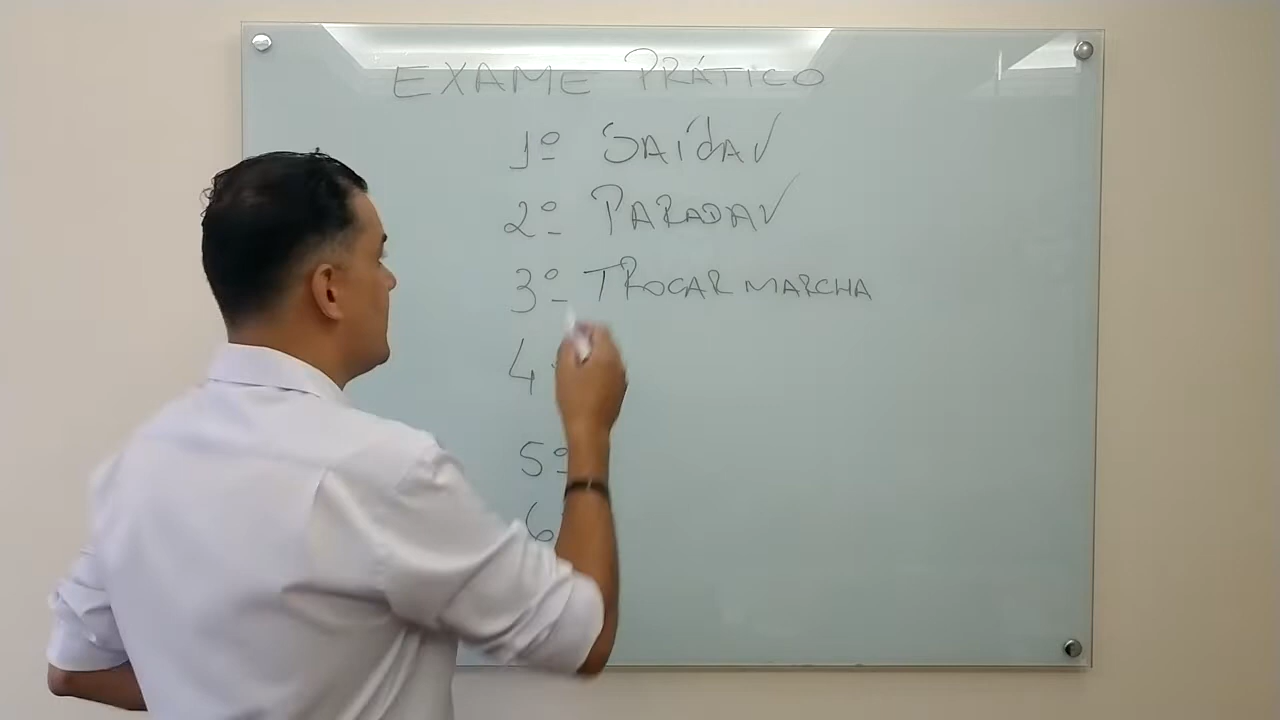 EXAME PRÁTICO
1º SAÍDA✓
2º PARADA✓
3º TROCAR MARCHA
4
5º
6